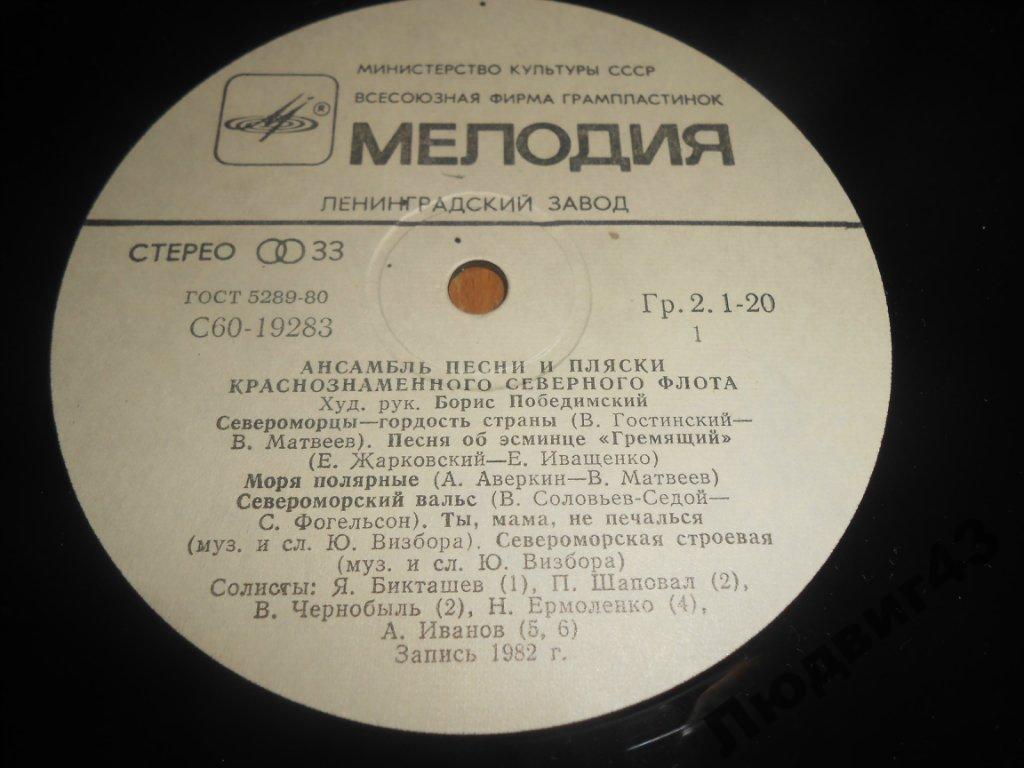 МИНИСТЕРСТВО КУЛЬТУРЫ СССР
ВСЕСОЮЗНАЯ ФИРМА ГРАМПЛАСТИНОК
®
МЕЛОДИЯ
ЛЕНИНГРАДСКИЙ ЗАВОД
СТЕРЕО 33
ГОСТ 5289-80
С60-19283
Гр. 2. 1-20
1
АНСАМБЛЬ ПЕСНИ И ПЛЯСКИ
КРАСНОЗНАМЕННОГО СЕВЕРНОГО ФЛОТА
Худ. рук. Борис Победимский
Североморцы—гордость страны (В. Гостинский—
В. Матвеев). Песня об эсминце «Гремящий»
(Е. Жарковский—Е. Иващенко)
Моря полярные (А. Аверкин—В. Матвеев)
Североморский вальс (В. Соловьев-Седой—
С. Фогельсон). Ты, мама, не печалься
(муз. и сл. Ю. Визбора). Североморская строевая
(муз. и сл. Ю. Визбора)
Солисты: Я. Бикташев (1), П. Шаповал (2),
В. Чернобыль (2), Н. Ермоленко (4),
А. Иванов (5, 6)
Запись 1982 г.
Людвиг43